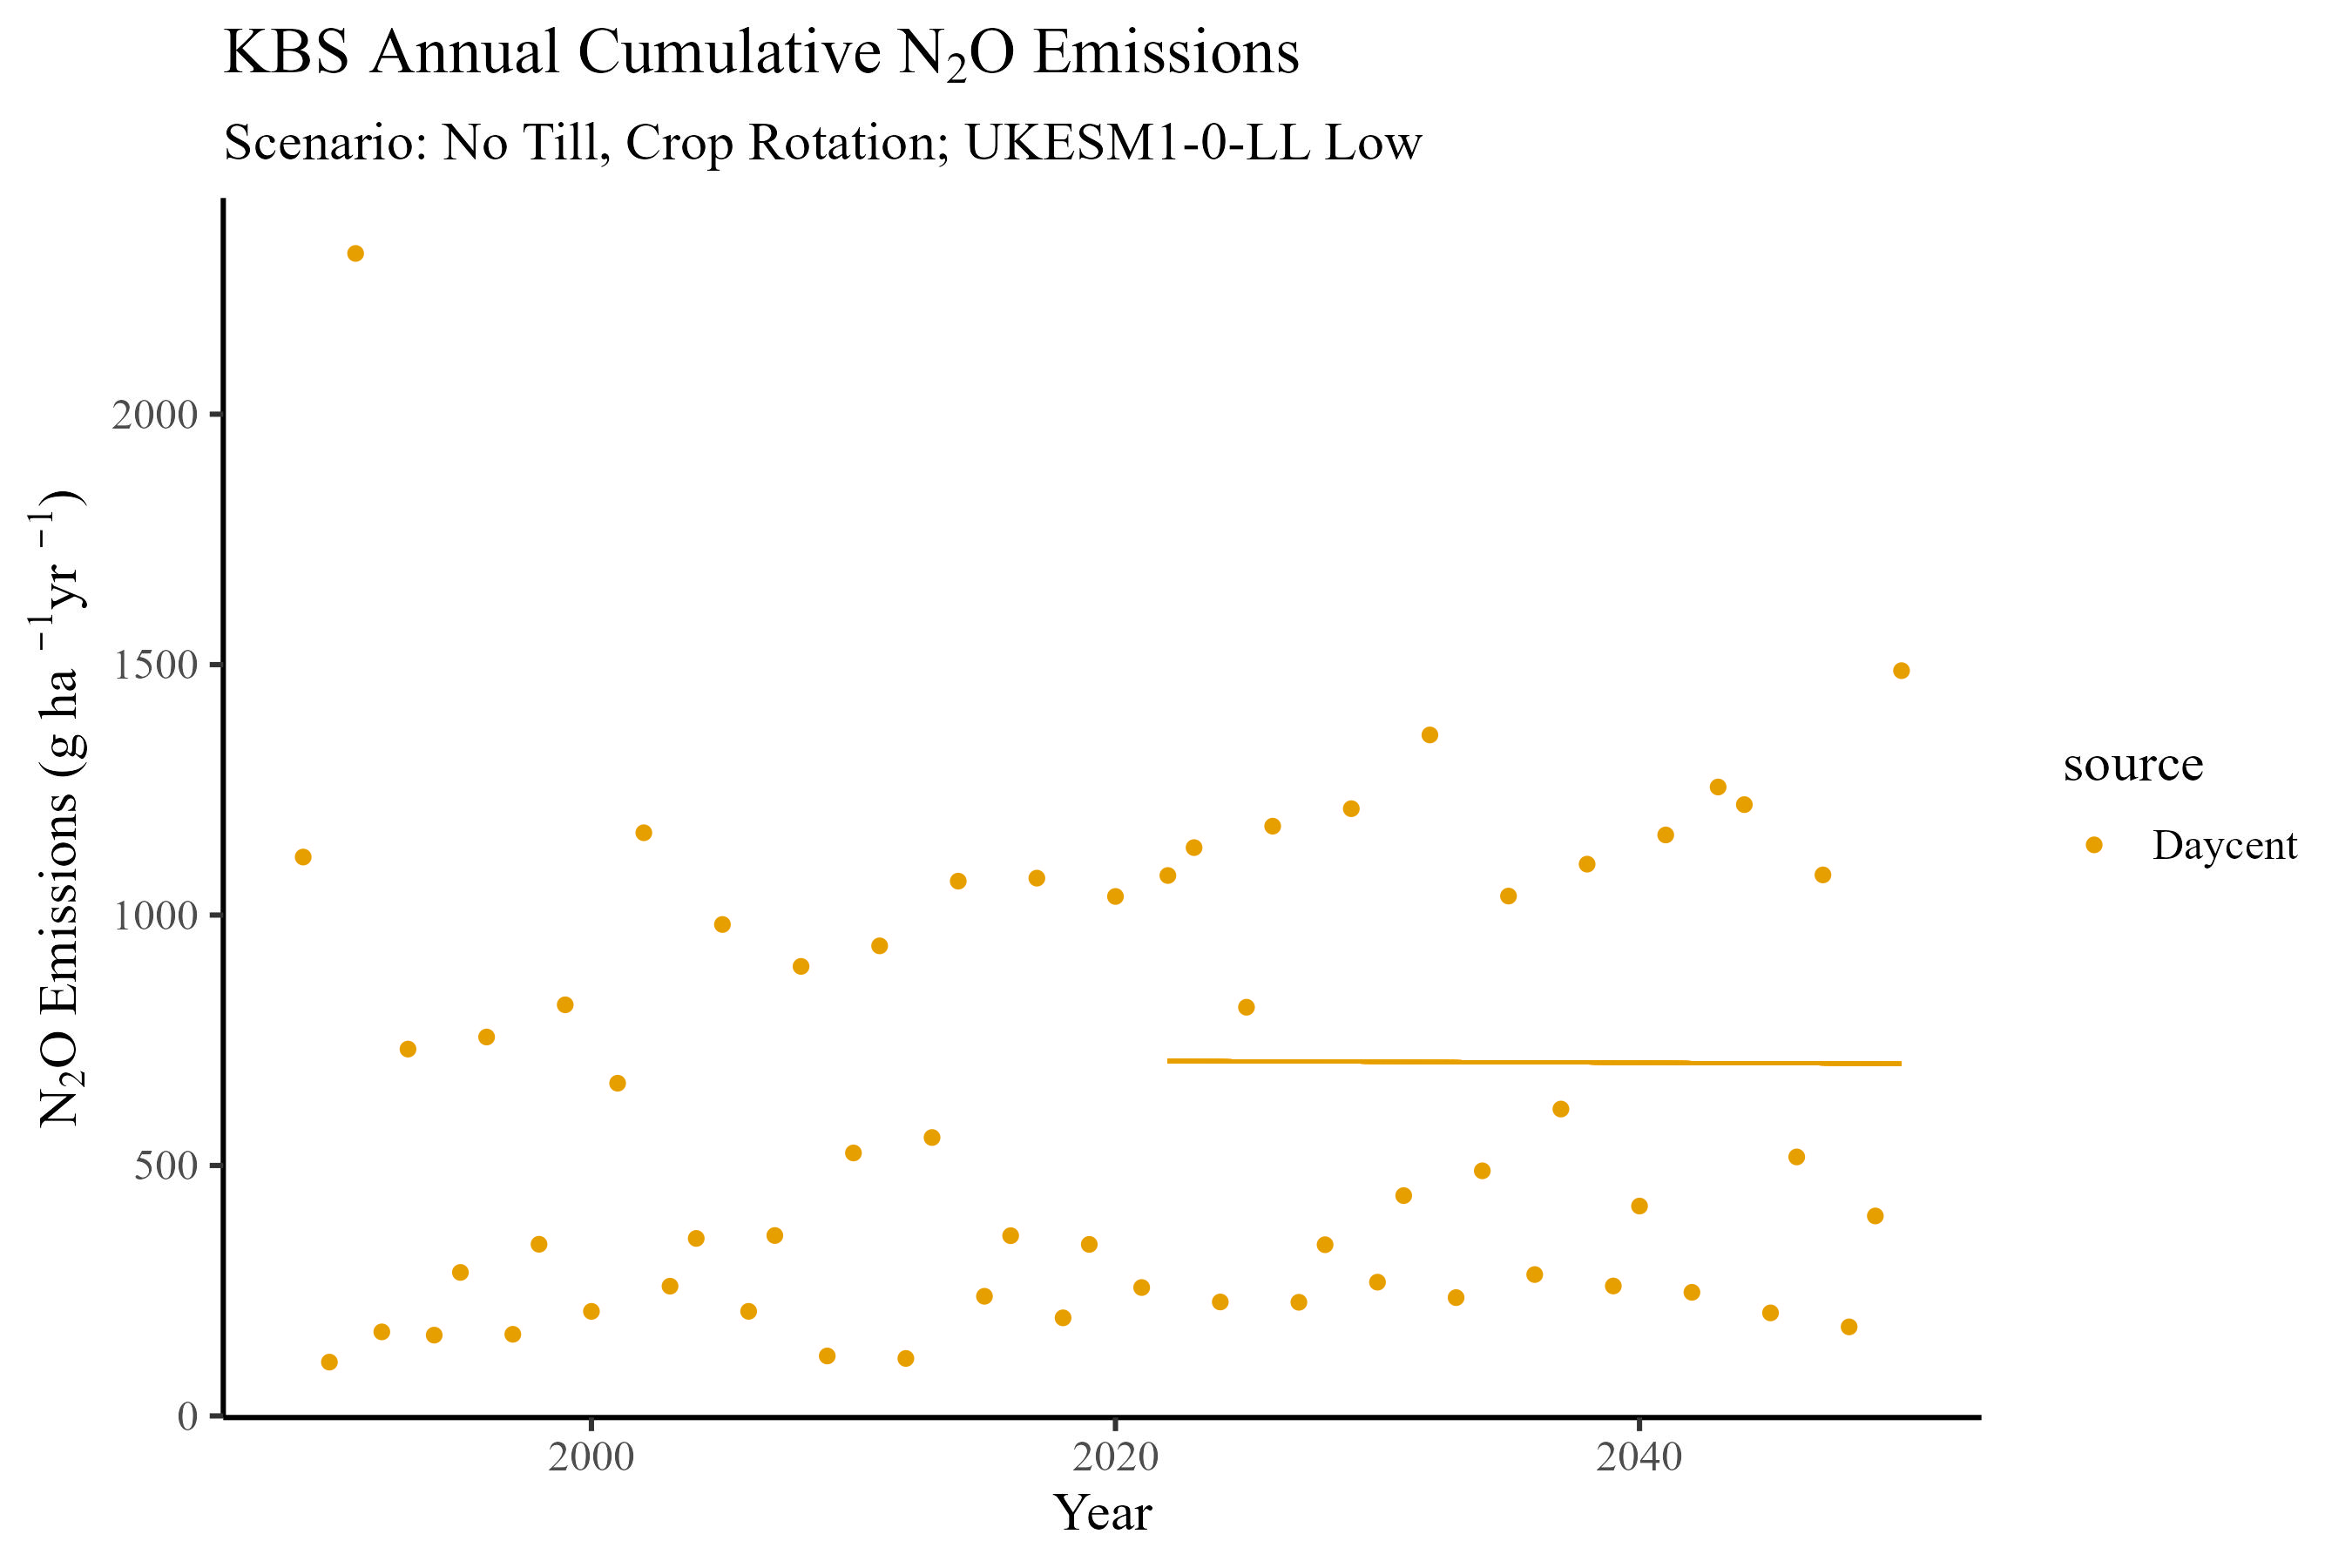 KBS Annual Cumulative N₂O Emissions
Scenario: No Till, Crop Rotation; UKESM1-0-LL Low
N₂O Emissions (g ha ⁻¹yr ⁻¹)
2000
1500
1000
500
0
2000 2020 2040
Year
source
Daycent